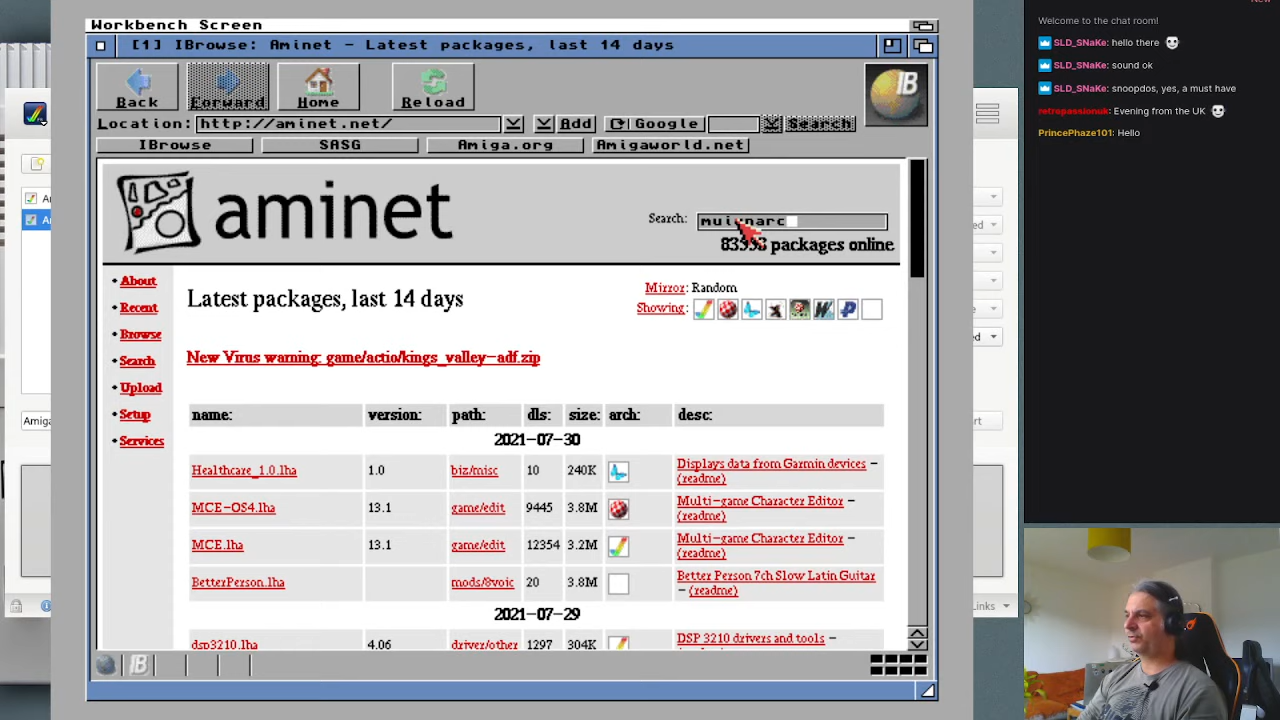 Workbench Screen
[1] IBrowse: Aminet - Latest packages, last 14 days
Back
Forward
Home
Reload
IB
Location: http://aminet.net/
Add
Google
Search
IBrowse
SASG
Amiga.org
Amigaworld.net
aminet
Search:
packages online
About
Recent
Browse
Search
Upload
Setup
Services
Latest packages, last 14 days
Mirror: Random
Showing:
New Virus warning: game/actio/kings_valley-adf.zip
name: version: path: dls: size: arch: desc:
2021-07-30
Healthcare_1.0.lha 1.0 biz/misc 10 240K Displays data from Garmin devices - (readme)
MCE-OS4.lha 13.1 game/edit 9445 3.8M Multi-game Character Editor - (readme)
MCE.lha 13.1 game/edit 12354 3.2M Multi-game Character Editor - (readme)
BetterPerson.lha mods/8voic 20 3.8M Better Person 7ch Slow Latin Guitar - (readme)
2021-07-29
dsp3210.lha 4.06 driver/other 1297 304K DSP 3210 drivers and tools -
IB
Welcome to the chat room!
SLD_SNaKe: hello there
SLD_SNaKe: sound ok
SLD_SNaKe: snoopdos, yes, a must have
retropassionuk: Evening from the UK
PrincePhaze101: Hello
Links